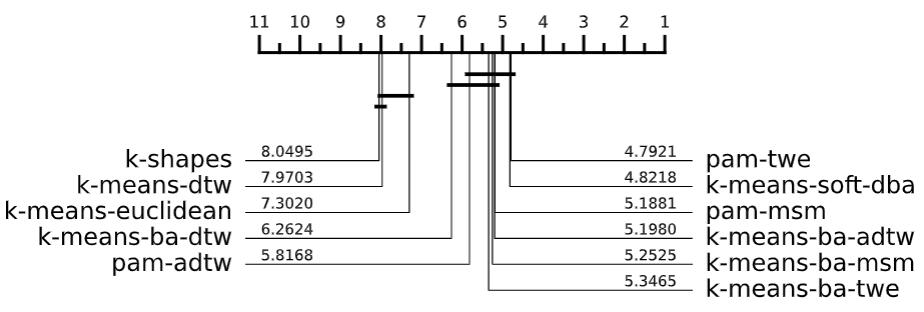 11 10 9 8 7 6 5 4 3 2 1
k-shapes 8.0495 4.7921 pam-twe
k-means-dtw 7.9703 4.8218 k-means-soft-dba
k-means-euclidean 7.3020 5.1881 pam-msm
k-means-ba-dtw 6.2624 5.1980 k-means-ba-adtw
pam-adtw 5.8168 5.2525 k-means-ba-msm
5.3465 k-means-ba-twe